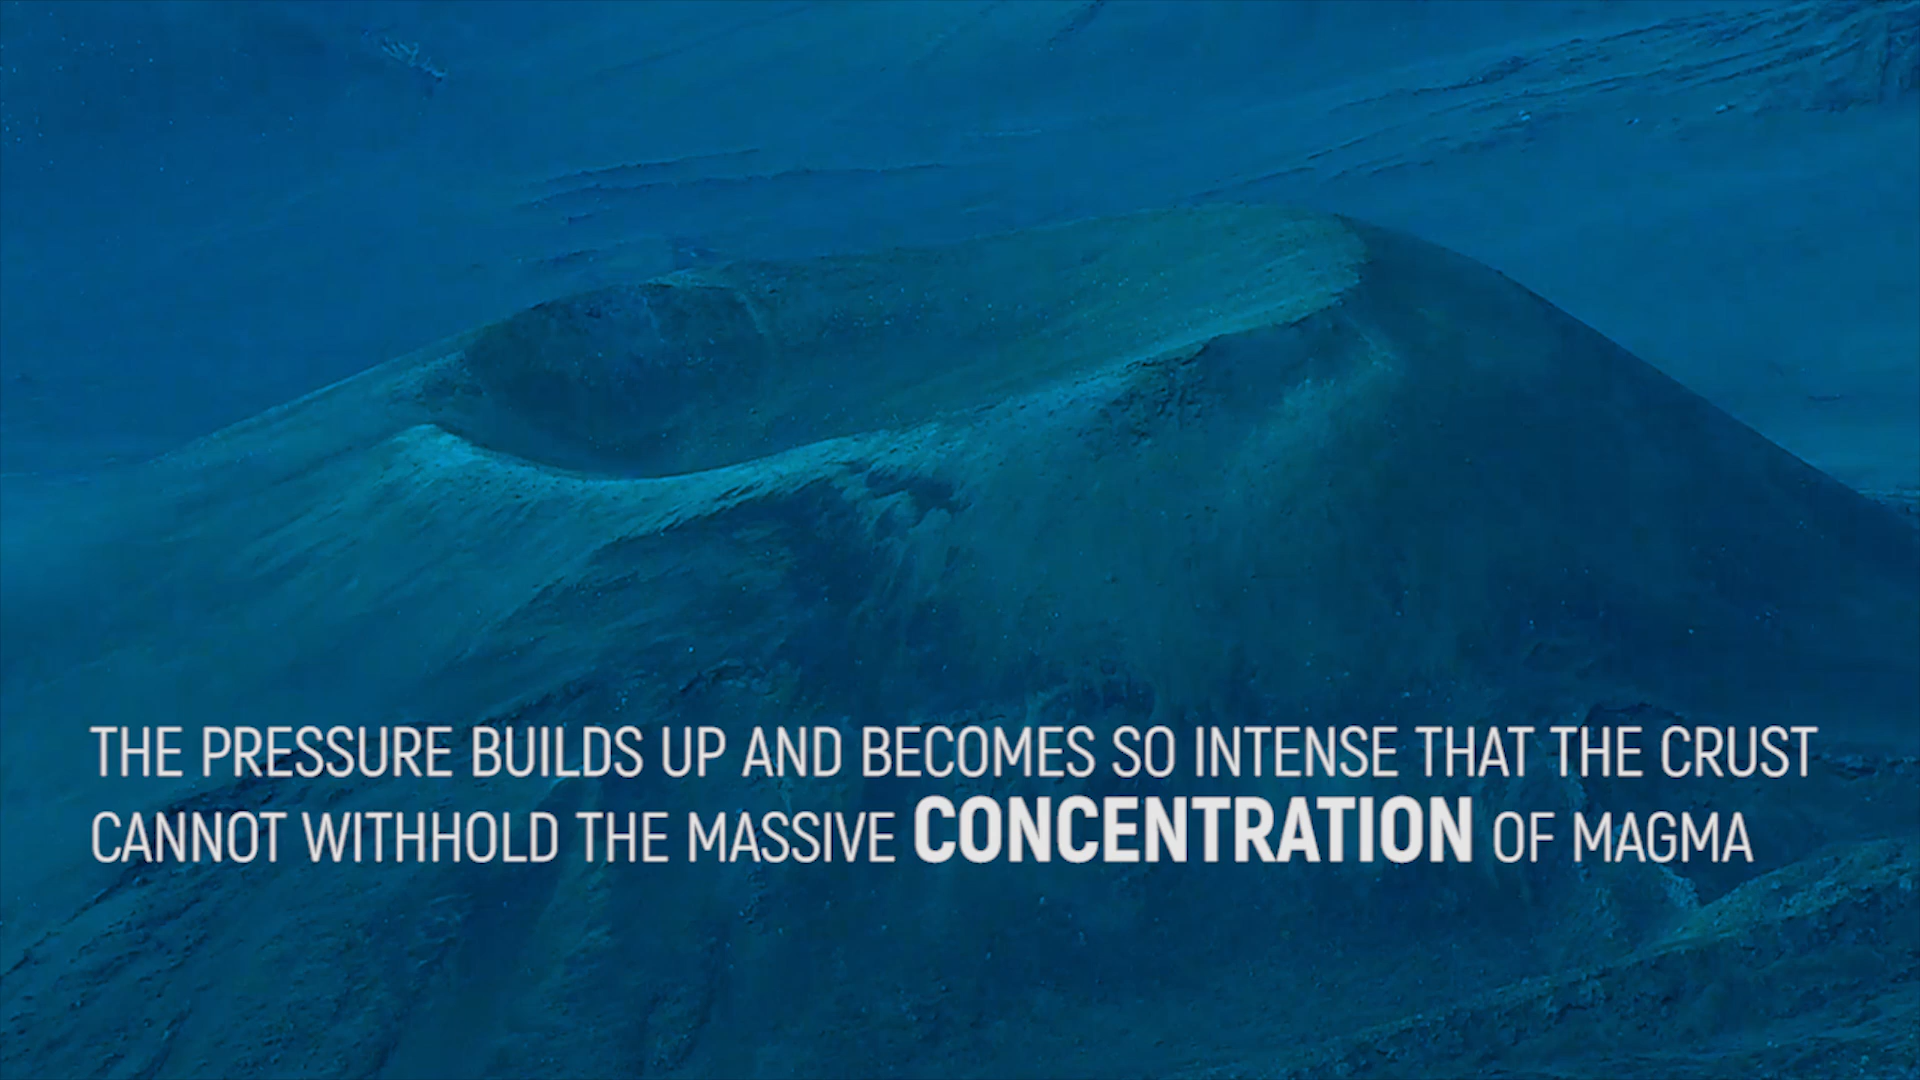 THE PRESSURE BUILDS UP AND BECOMES SO INTENSE THAT THE CRUST
CANNOT WITHHOLD THE MASSIVE CONCENTRATION OF MAGMA